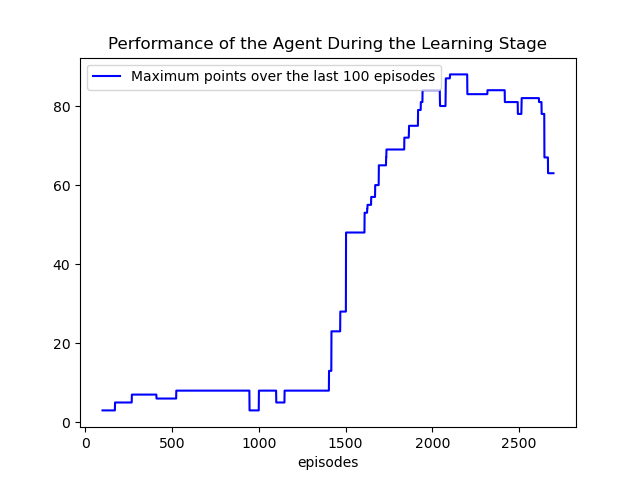 Performance of the Agent During the Learning Stage
Maximum points over the last 100 episodes
80
60
40
20
0
0 500 1000 1500 2000 2500
episodes